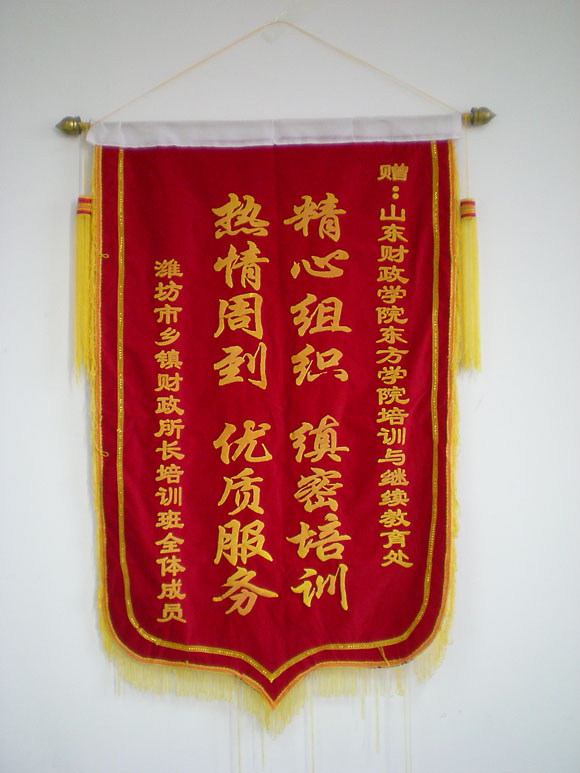 赠：山东财政学院东方学院培训与继续教育处
精心组织 缜密培训
热情周到 优质服务
潍坊市乡镇财政所长培训班全体成员